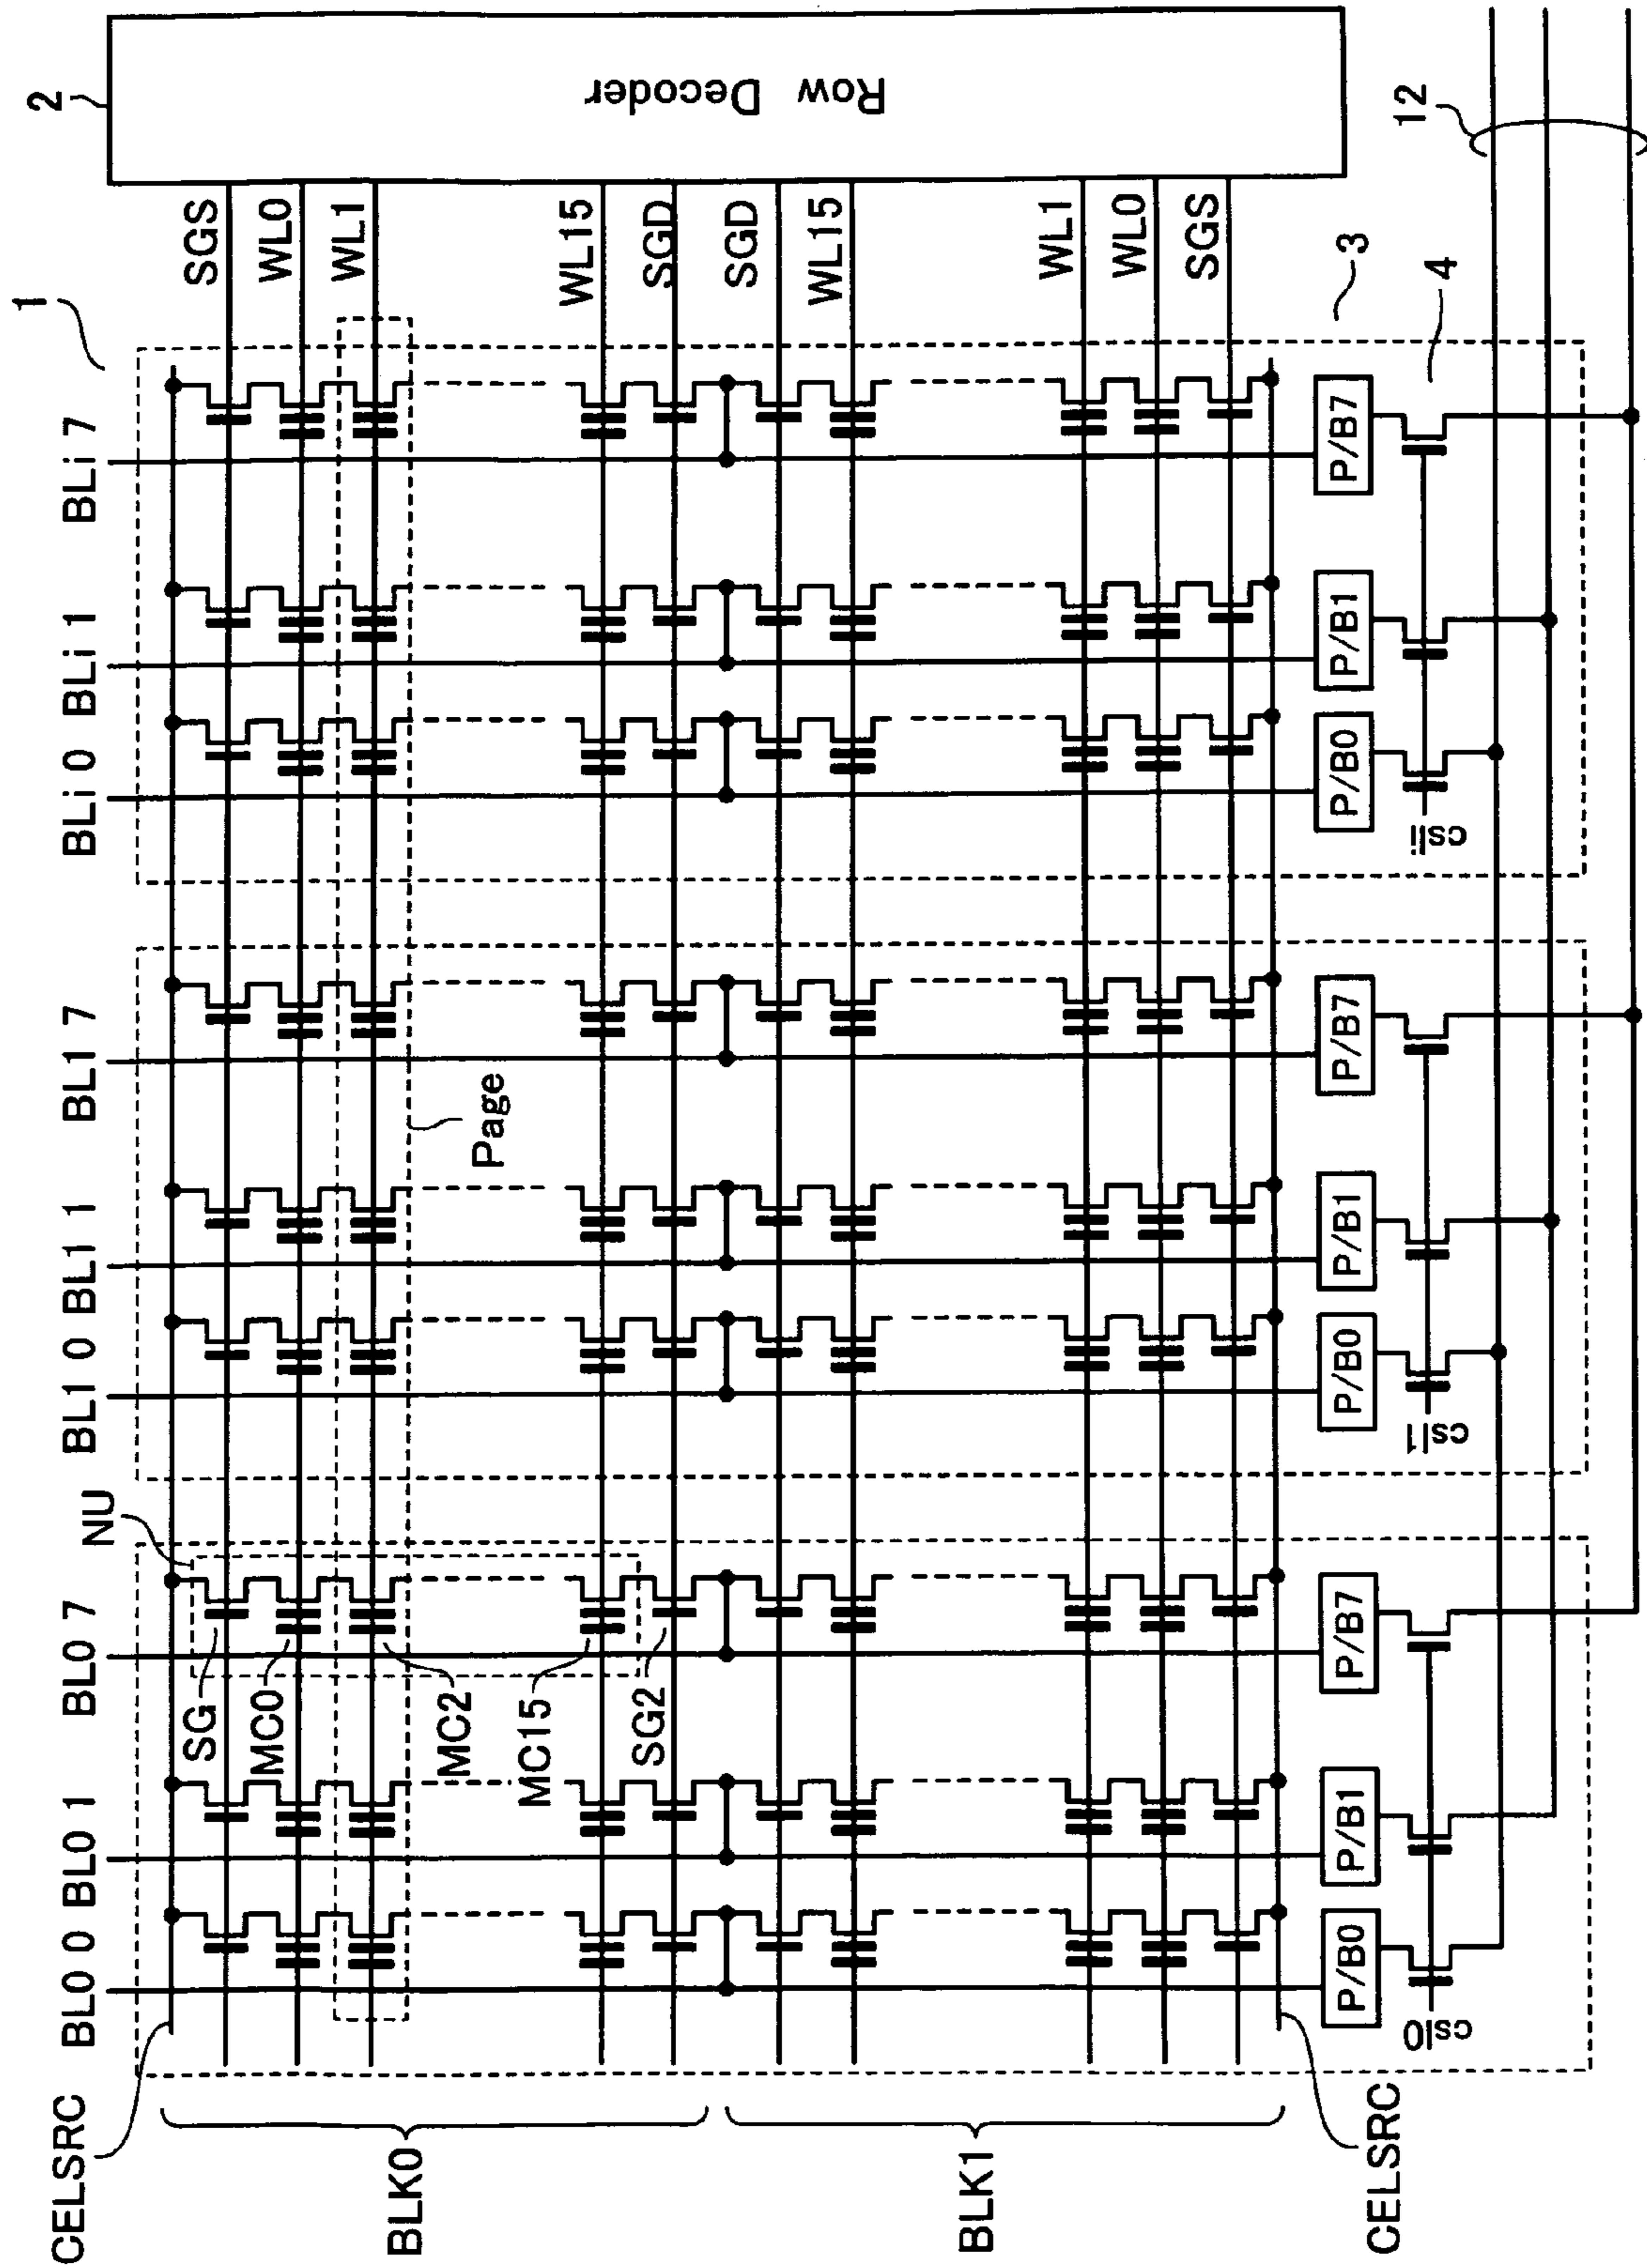 CELSRC
BL0 0
BL0 1
BL0 7
NU
BL1 0
BL1 1
BL1 7
BLi 0
BLi 1
BLi 7
1
2
Row Decoder
SGS
WL0
WL1
WL15
SGD
SGD
WL15
WL1
WL0
SGS
SG
MC0
MC2
MC15
SG2
Page
BLK0
BLK1
3
4
12
P/B0
P/B1
P/B7
P/B0
P/B1
P/B7
P/B0
P/B1
P/B7
csl0
csl1
csli
CELSRC